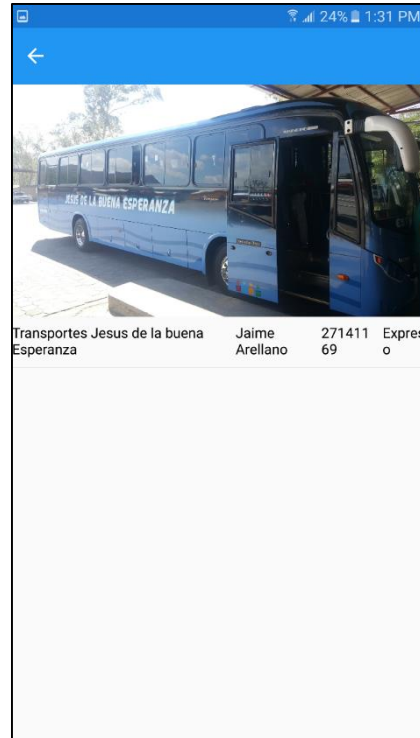 24% 1:31 PM
JESUS DE LA BUENA ESPERANZA
Transportes Jesus de la buena
Esperanza
Jaime
Arellano
271411
69
Expres
o